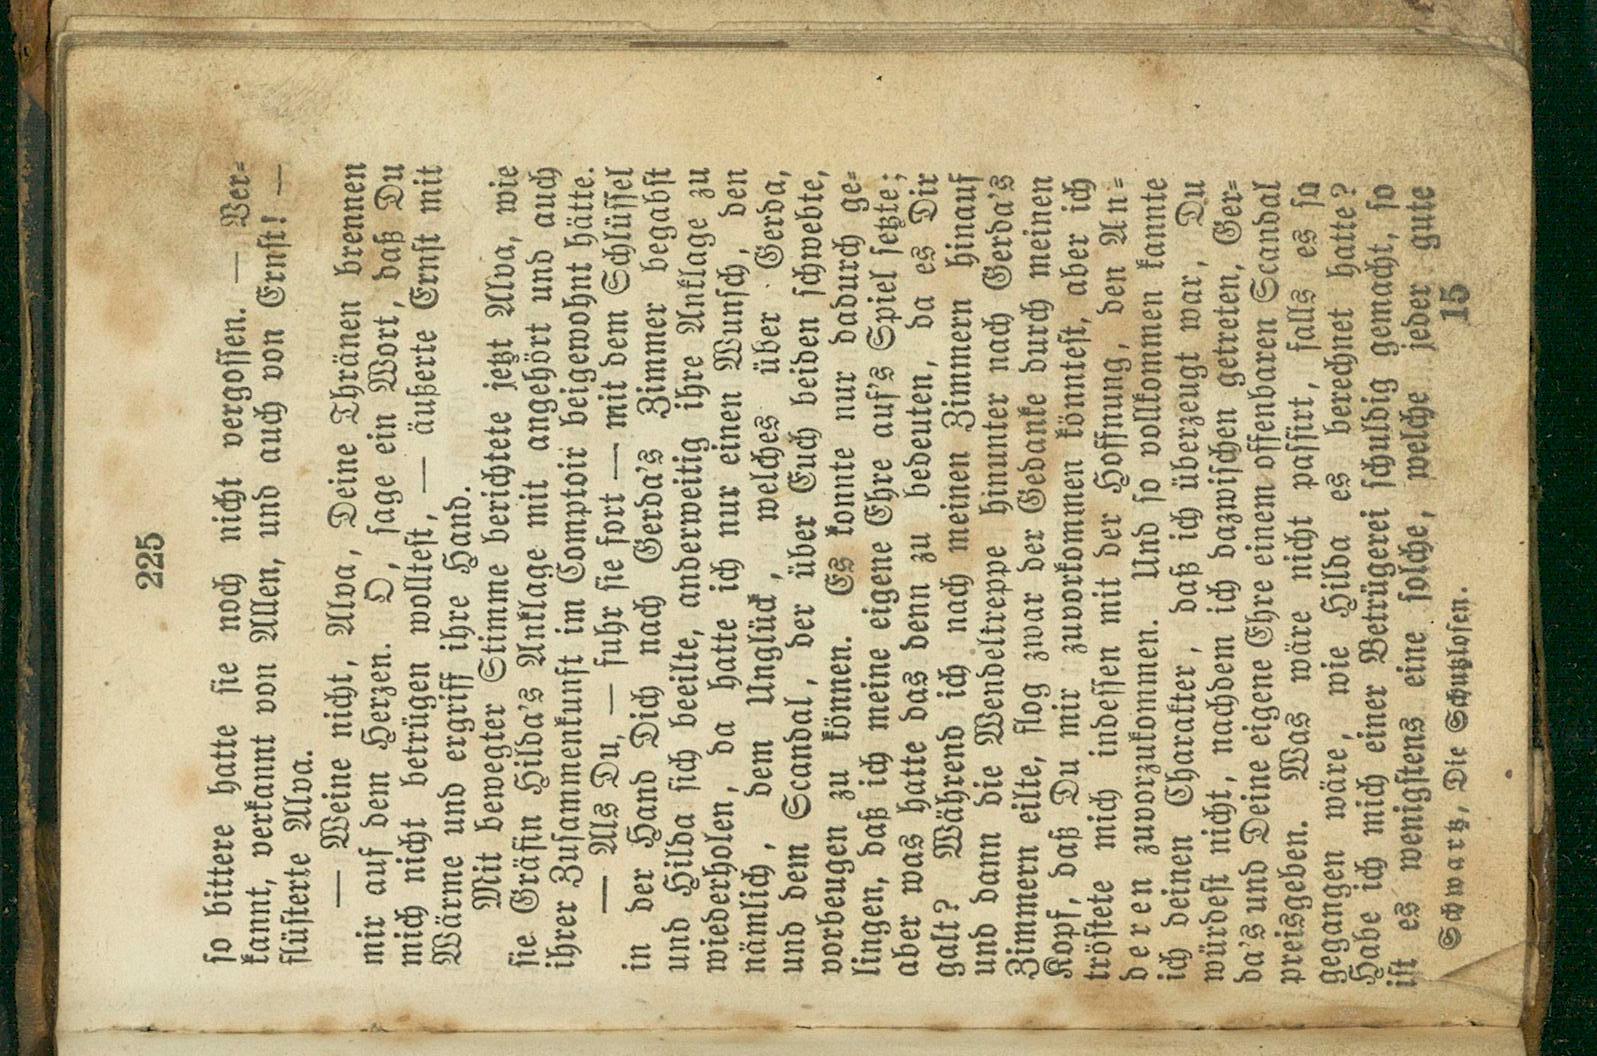 225
so bittere hatte sie noch nicht vergossen. — Ver=
kannt, verkannt von Allen, und auch von Ernst! —
flüsterte Alva.
— Weine nicht, Alva, Deine Thränen brennen
mir auf dem Herzen. O, sage ein Wort, daß Du
mich nicht betrügen wolltest, — äußerte Ernst mit
Wärme und ergriff ihre Hand.
Mit bewegter Stimme berichtete jetzt Alva, wie
sie Gräfin Hilda's Anklage mit angehört und auch
ihrer Zusammenkunft im Comptoir beigewohnt hätte.
— Als Du, — fuhr sie fort — mit dem Schlüssel
in der Hand Dich nach Gerda's Zimmer begabst
und Hilda sich beeilte, anderweitig ihre Anklage zu
wiederholen, da hatte ich nur einen Wunsch, den
nämlich, dem Unglück, welches über Gerda,
und dem Scandal, der über Euch beiden schwebte,
vorbeugen zu können. Es konnte nur dadurch ge=
lingen, daß ich meine eigene Ehre auf's Spiel setzte;
aber was hatte das denn zu bedeuten, da es Dir
galt? Während ich nach meinen Zimmern hinauf
und dann die Wendeltreppe hinunter nach Gerda's
Zimmern eilte, flog zwar der Gedanke durch meinen
Kopf, daß Du mir zuvorkommen könntest, aber ich
tröstete mich indessen mit der Hoffnung, den An=
deren zuvorzukommen. Und so vollkommen kannte
ich deinen Charakter, daß ich überzeugt war, Du
würdest nicht, nachdem ich dazwischen getreten, Ger=
da's und Deine eigene Ehre einem offenbaren Scandal
preisgeben. Was wäre nicht passirt, falls es so
gegangen wäre, wie Hilda es berechnet hatte?
Habe ich mich einer Betrügerei schuldig gemacht, so
ist es wenigstens eine solche, welche jeder gute
Schwartz, Die Schutzlosen. 15